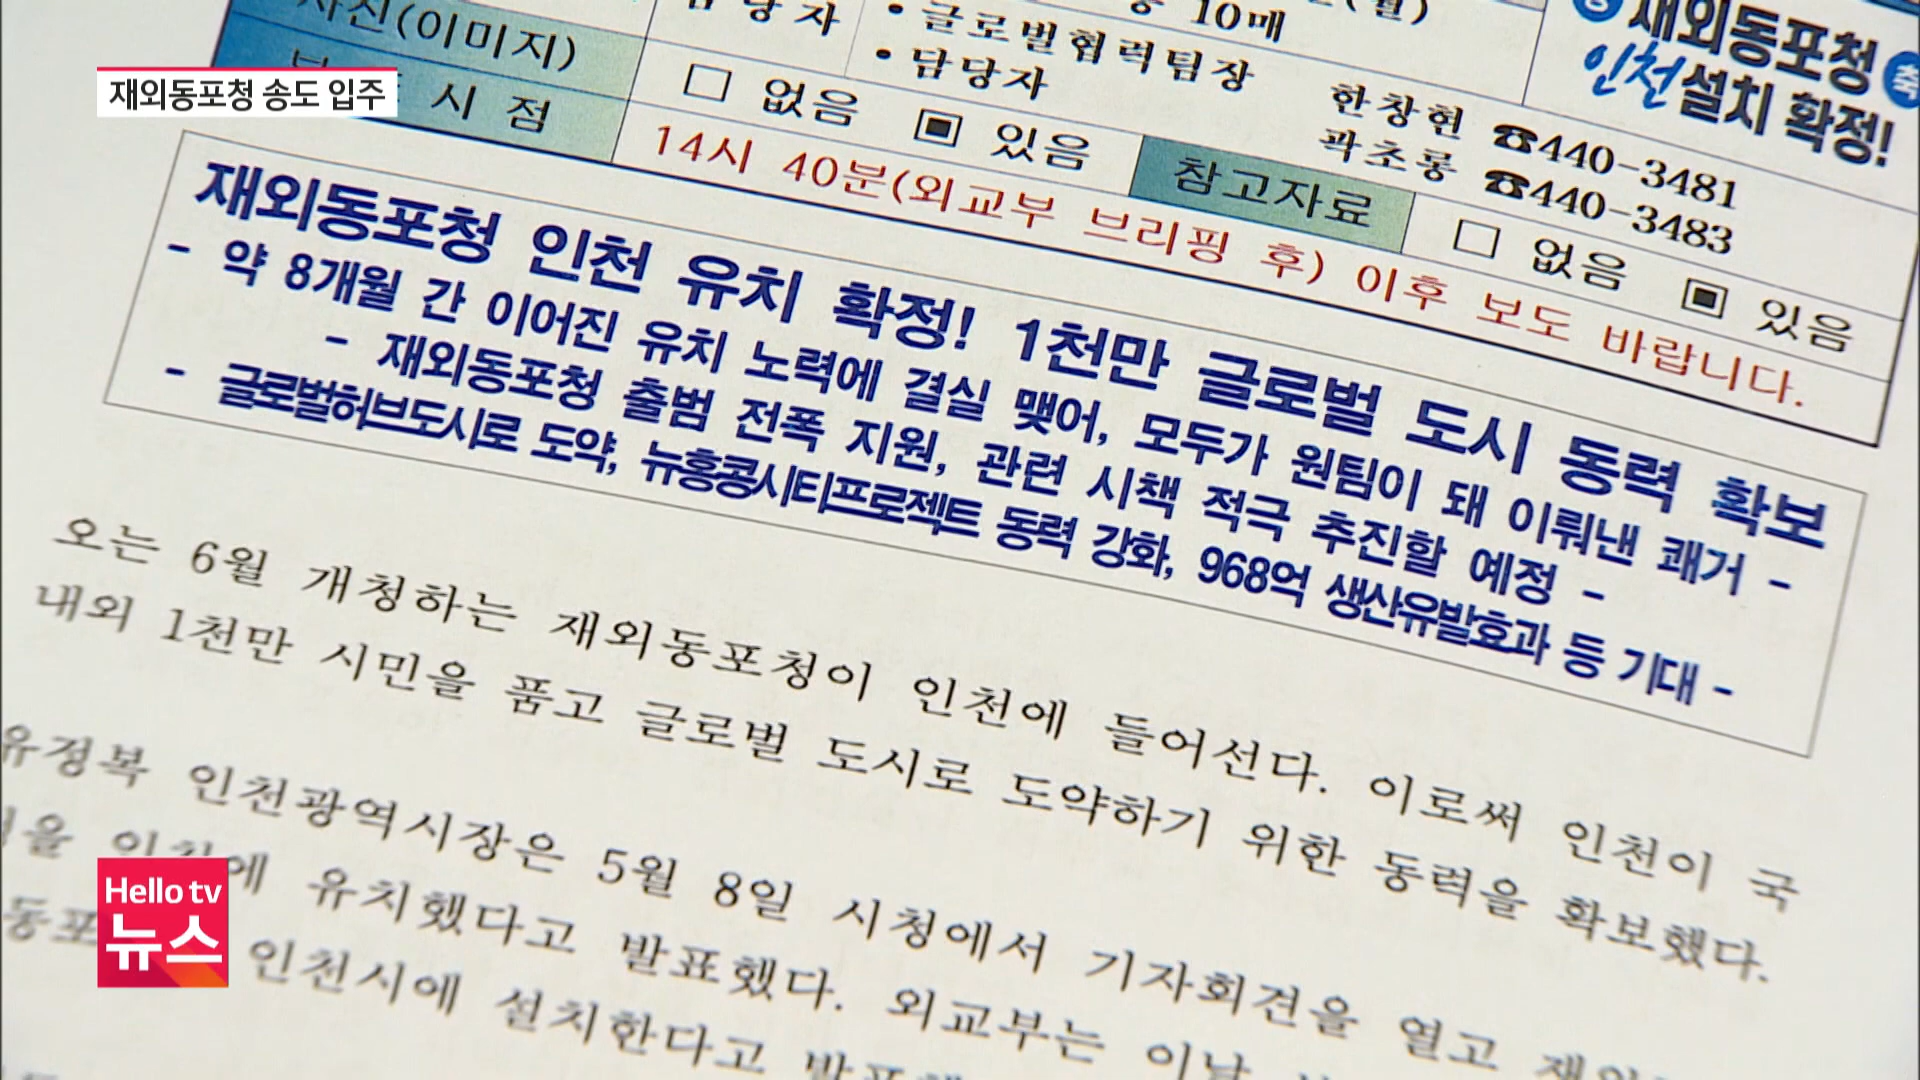 재외동포청 송도 입주
사진(이미지)
담당자
10매
• 글로벌협력팀장
• 담당자
한창현 ☎440-3481
곽초롱 ☎440-3483
재외동포청
인천설치 확정!
축
시 점
□ 없음 ▣ 있음
참고자료
□ 없음 ▣ 있음
14시 40분(외교부 브리핑 후) 이후 보도 바랍니다.
재외동포청 인천 유치 확정! 1천만 글로벌 도시 동력 확보
- 약 8개월 간 이어진 유치 노력에 결실 맺어, 모두가 원팀이 돼 이뤄낸 쾌거 -
- 재외동포청 출범 전폭 지원, 관련 시책 적극 추진할 예정 -
- 글로벌허브도시로 도약, 뉴홍콩시티프로젝트 동력 강화, 968억 생산유발효과 등 기대 -
오는 6월 개청하는 재외동포청이 인천에 들어선다. 이로써 인천이 국
내외 1천만 시민을 품고 글로벌 도시로 도약하기 위한 동력을 확보했다.
유정복 인천광역시장은 5월 8일 시청에서 기자회견을 열고
유치했다고 발표했다. 외교부는 이날
인천시에 설치한다고
Hello tv
뉴스